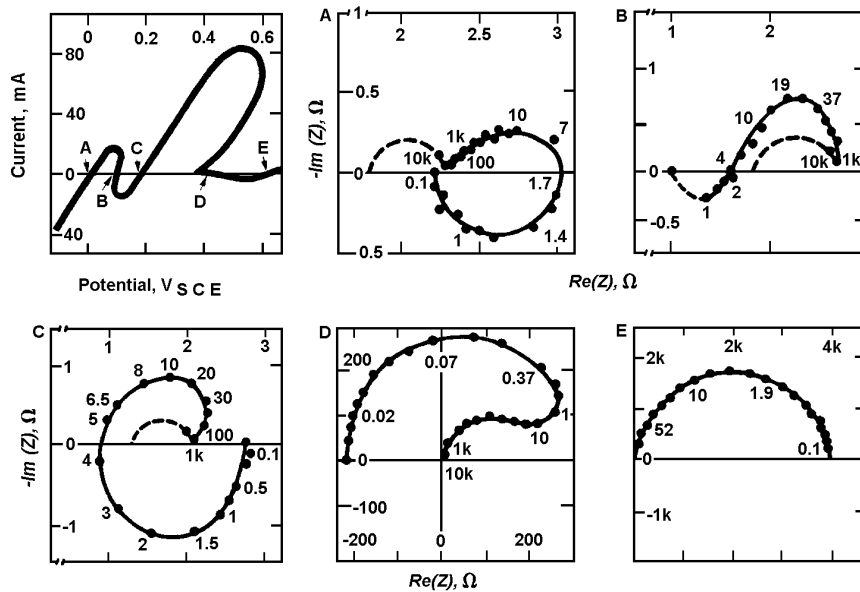 0 0.2 0.4 0.6
80
40
0
40
Current, mA
A
C
B
D
E
Potential, V S C E
A
2 2.5 3
1
0.5
0
0.5
-Im (Z), Ω
10k
1k
100
10
7
1.7
1.4
1
0.1
B
1 2
1
0
-0.5
19
37
10
4
2
1
10k
1k
Re(Z), Ω
C
1 2 3
1
0
-1
-Im (Z), Ω
8
10
20
6.5
5
30
100
1k
4
3
2
1.5
1
0.5
0.1
D
200
0.07
0.37
0.02
1
1k
10
0
10k
-100
-200 0 200
Re(Z), Ω
E
2k 4k
2k
10
1.9
52
0.1
0
-1k